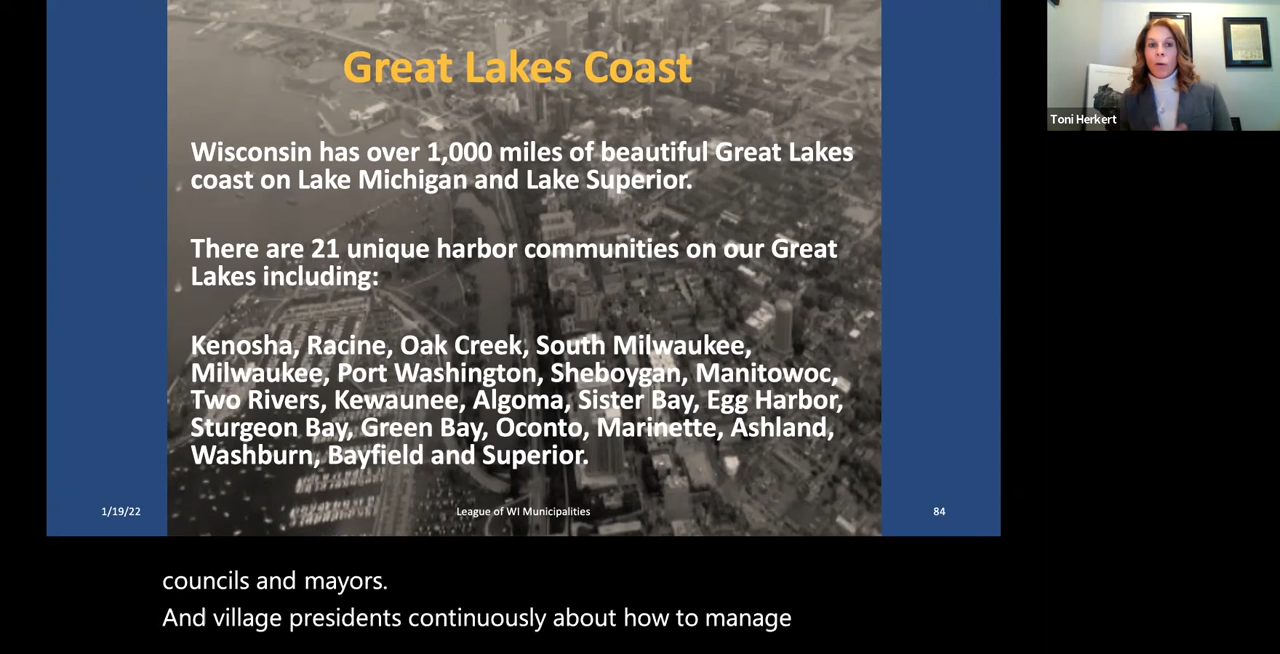 Great Lakes Coast
Wisconsin has over 1,000 miles of beautiful Great Lakes
coast on Lake Michigan and Lake Superior.
There are 21 unique harbor communities on our Great
Lakes including:
Kenosha, Racine, Oak Creek, South Milwaukee,
Milwaukee, Port Washington, Sheboygan, Manitowoc,
Two Rivers, Kewaunee, Algoma, Sister Bay, Egg Harbor,
Sturgeon Bay, Green Bay, Oconto, Marinette, Ashland,
Washburn, Bayfield and Superior.
1/19/22
League of WI Municipalities
84
Toni Herkert
councils and mayors.
And village presidents continuously about how to manage